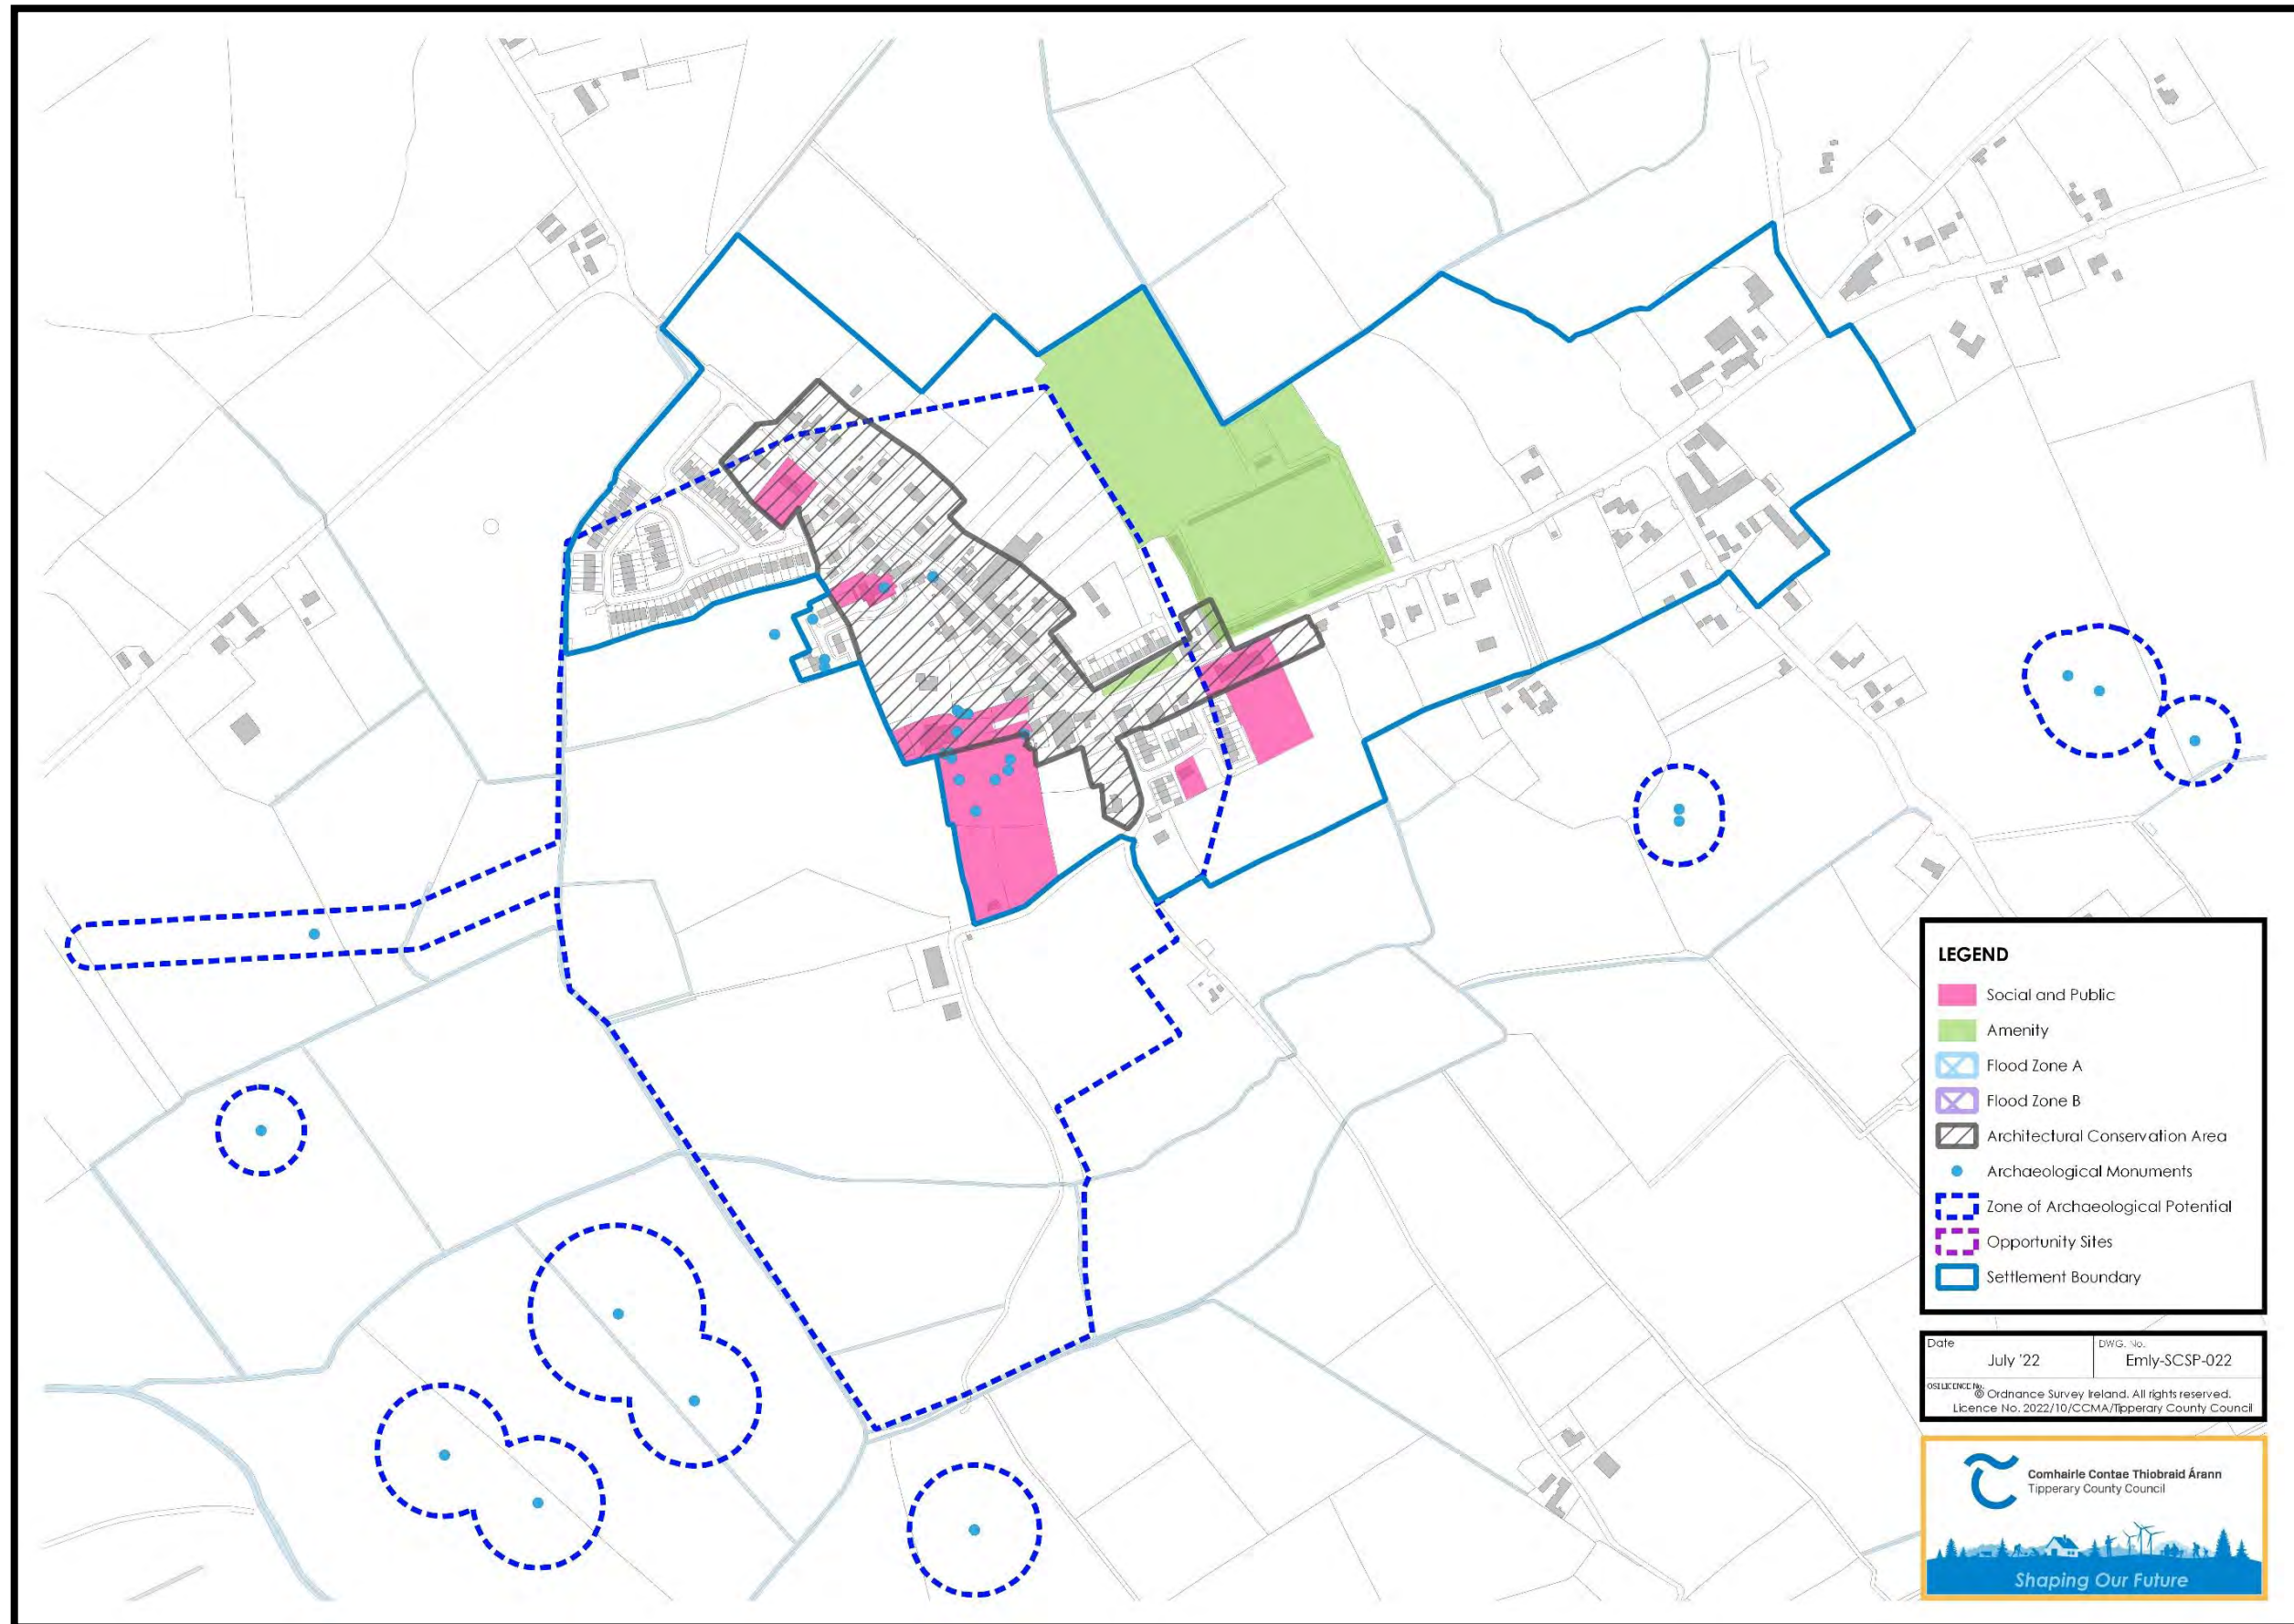 LEGEND
Social and Public
Amenity
Flood Zone A
Flood Zone B
Architectural Conservation Area
Archaeological Monuments
Zone of Archaeological Potential
Opportunity Sites
Settlement Boundary
Date
July '22
DWG. No.
Emly-SCSP-022
OSI LICENCE No.
© Ordnance Survey Ireland. All rights reserved.
Licence No. 2022/10/CCMA/Tipperary County Council
Comhairle Contae Thiobraid Árann
Tipperary County Council
Shaping Our Future